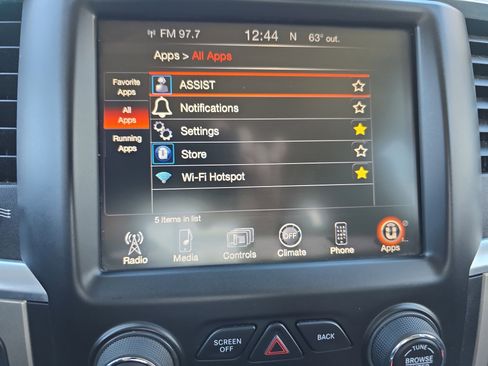 FM 97.7 12:44 N 63° out.
Apps > All Apps
Favorite
Apps
All
Apps
Running
Apps
ASSIST
Notifications
Settings
Store
Wi-Fi Hotspot
5 items in list
OFF
Radio Media Controls Climate Phone Apps
SCREEN
OFF
BACK
TUNE
BROWSE